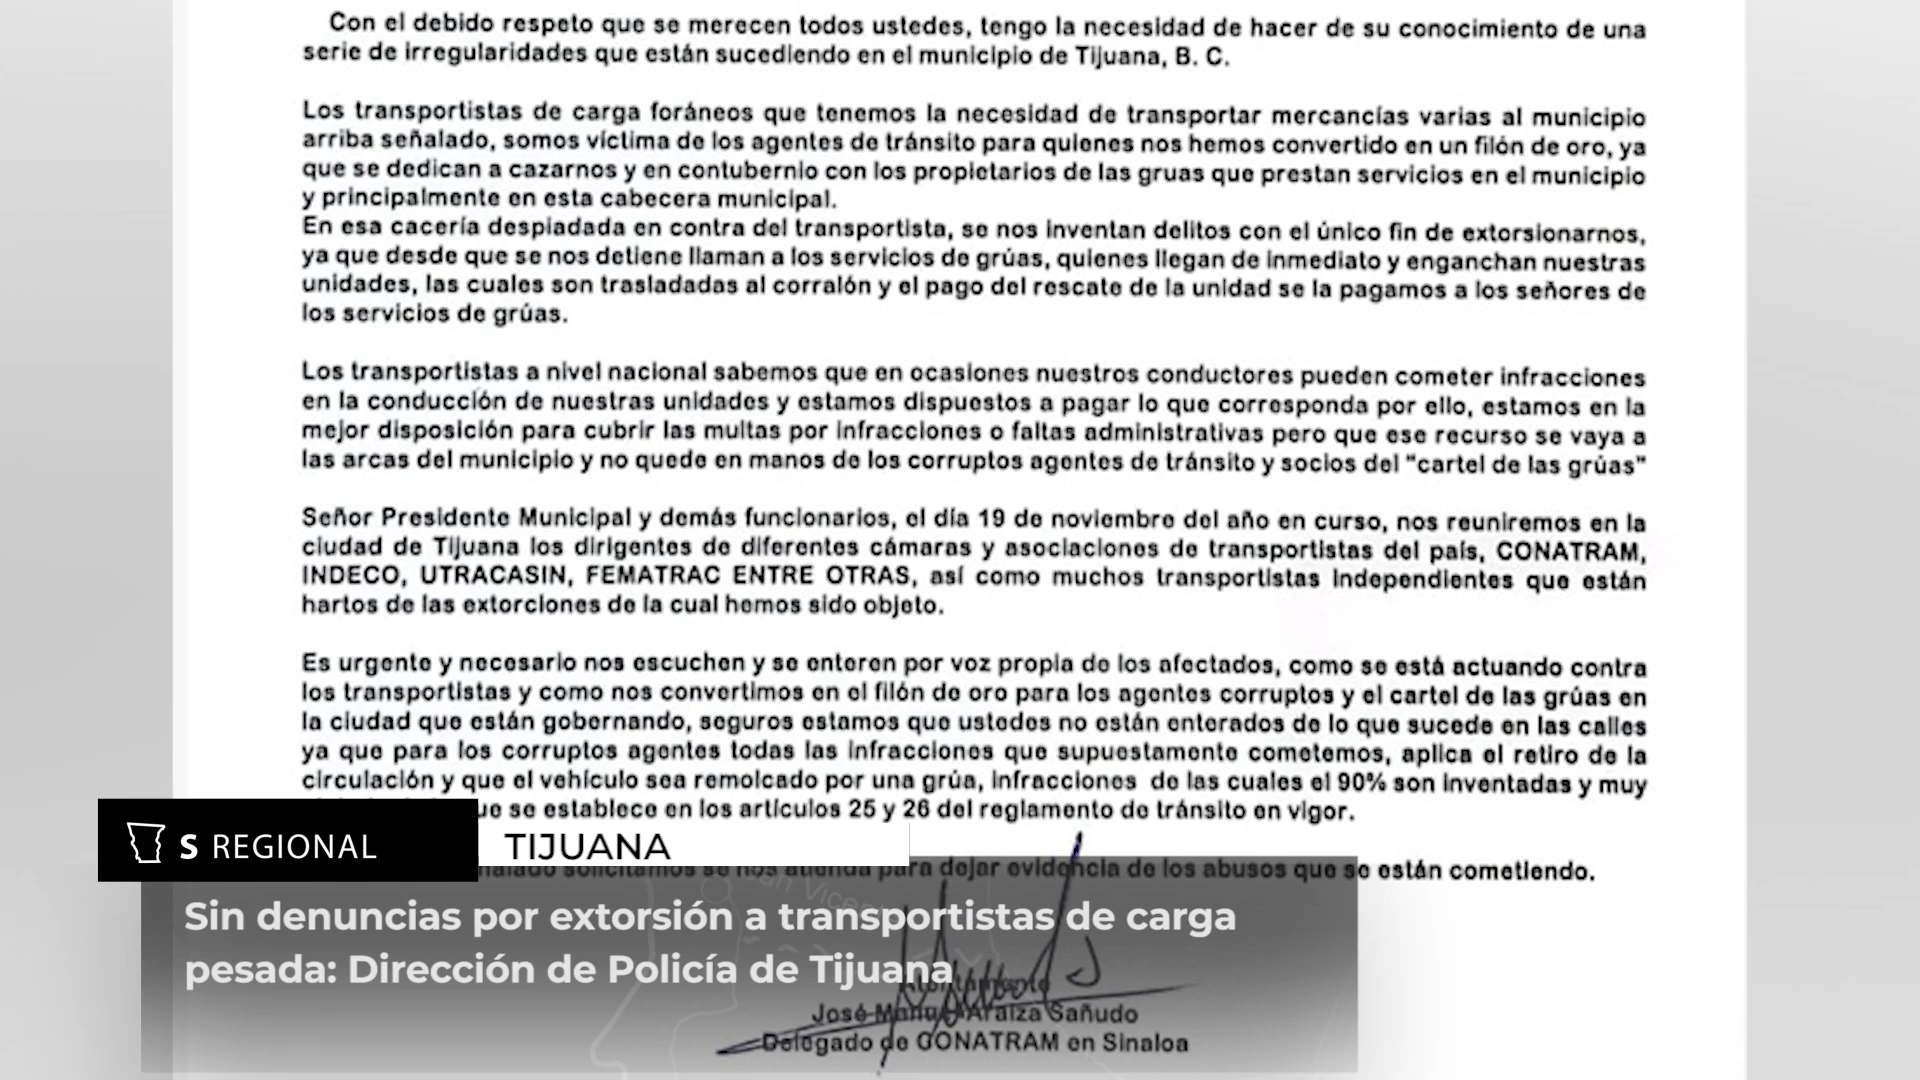 Con el debido respeto que se merecen todos ustedes, tengo la necesidad de hacer de su conocimiento de una
serie de irregularidades que están sucediendo en el municipio de Tijuana, B. C.
Los transportistas de carga foráneos que tenemos la necesidad de transportar mercancías varias al municipio
arriba señalado, somos víctima de los agentes de tránsito para quienes nos hemos convertido en un filón de oro, ya
que se dedican a cazarnos y en contubernio con los propietarios de las gruas que prestan servicios en el municipio
y principalmente en esta cabecera municipal.
En esa cacería despiadada en contra del transportista, se nos inventan delitos con el único fin de extorsionarnos,
ya que desde que se nos detiene llaman a los servicios de grúas, quienes llegan de inmediato y enganchan nuestras
unidades, las cuales son trasladadas al corralón y el pago del rescate de la unidad se la pagamos a los señores de
los servicios de grúas.
Los transportistas a nivel nacional sabemos que en ocasiones nuestros conductores pueden cometer infracciones
en la conducción de nuestras unidades y estamos dispuestos a pagar lo que corresponda por ello, estamos en la
mejor disposición para cubrir las multas por infracciones o faltas administrativas pero que ese recurso se vaya a
las arcas del municipio y no quede en manos de los corruptos agentes de tránsito y socios del "cartel de las grúas"
Señor Presidente Municipal y demás funcionarios, el día 19 de noviembre del año en curso, nos reuniremos en la
ciudad de Tijuana los dirigentes de diferentes cámaras y asociaciones de transportistas del país, CONATRAM,
INDECO, UTRACASIN, FEMATRAC ENTRE OTRAS, así como muchos transportistas independientes que están
hartos de las extorciones de la cual hemos sido objeto.
Es urgente y necesario nos escuchen y se enteren por voz propia de los afectados, como se está actuando contra
los transportistas y como nos convertimos en el filón de oro para los agentes corruptos y el cartel de las grúas en
la ciudad que están gobernando, seguros estamos que ustedes no están enterados de lo que sucede en las calles
ya que para los corruptos agentes todas las infracciones que supuestamente cometemos, aplica el retiro de la
circulación y que el vehículo sea remolcado por una grúa, infracciones de las cuales el 90% son inventadas y muy
que se establece en los artículos 25 y 26 del reglamento de tránsito en vigor.
S REGIONAL TIJUANA
solicitamos se nos atienda para dejar evidencia de los abusos que se están cometiendo.
Sin denuncias por extorsión a transportistas de carga
pesada: Dirección de Policía de Tijuana
Atentamente
José Manuel Araiza Sañudo
Delegado de CONATRAM en Sinaloa